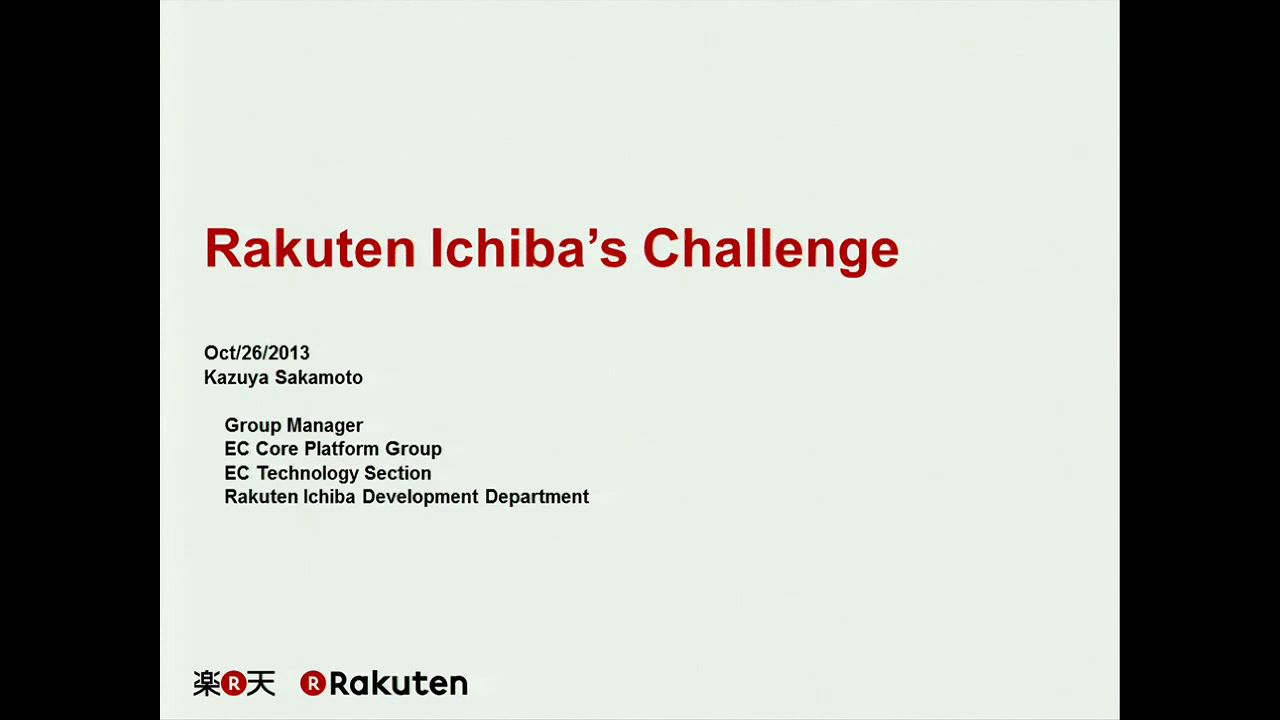 Rakuten Ichiba’s Challenge
Oct/26/2013
Kazuya Sakamoto
Group Manager
EC Core Platform Group
EC Technology Section
Rakuten Ichiba Development Department
楽R天 R Rakuten